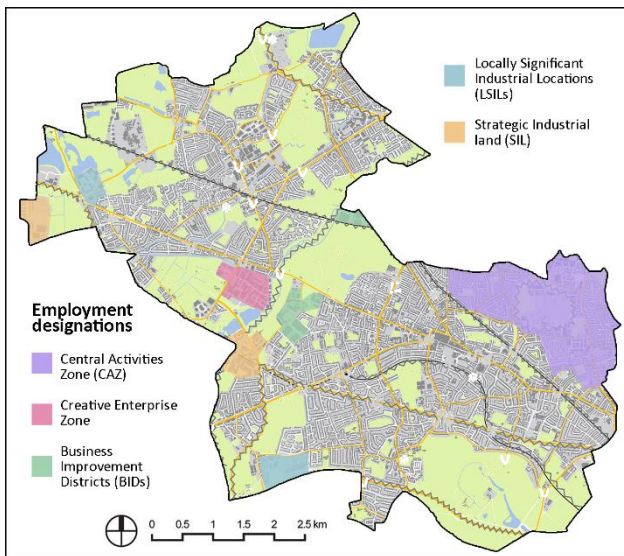 Locally Significant
Industrial Locations
(LSILs)
Strategic Industrial
land (SIL)
Employment
designations
Central Activities
Zone (CAZ)
Creative Enterprise
Zone
Business
Improvement
Districts (BIDs)
0 0.5 1 1.5 2 2.5 km